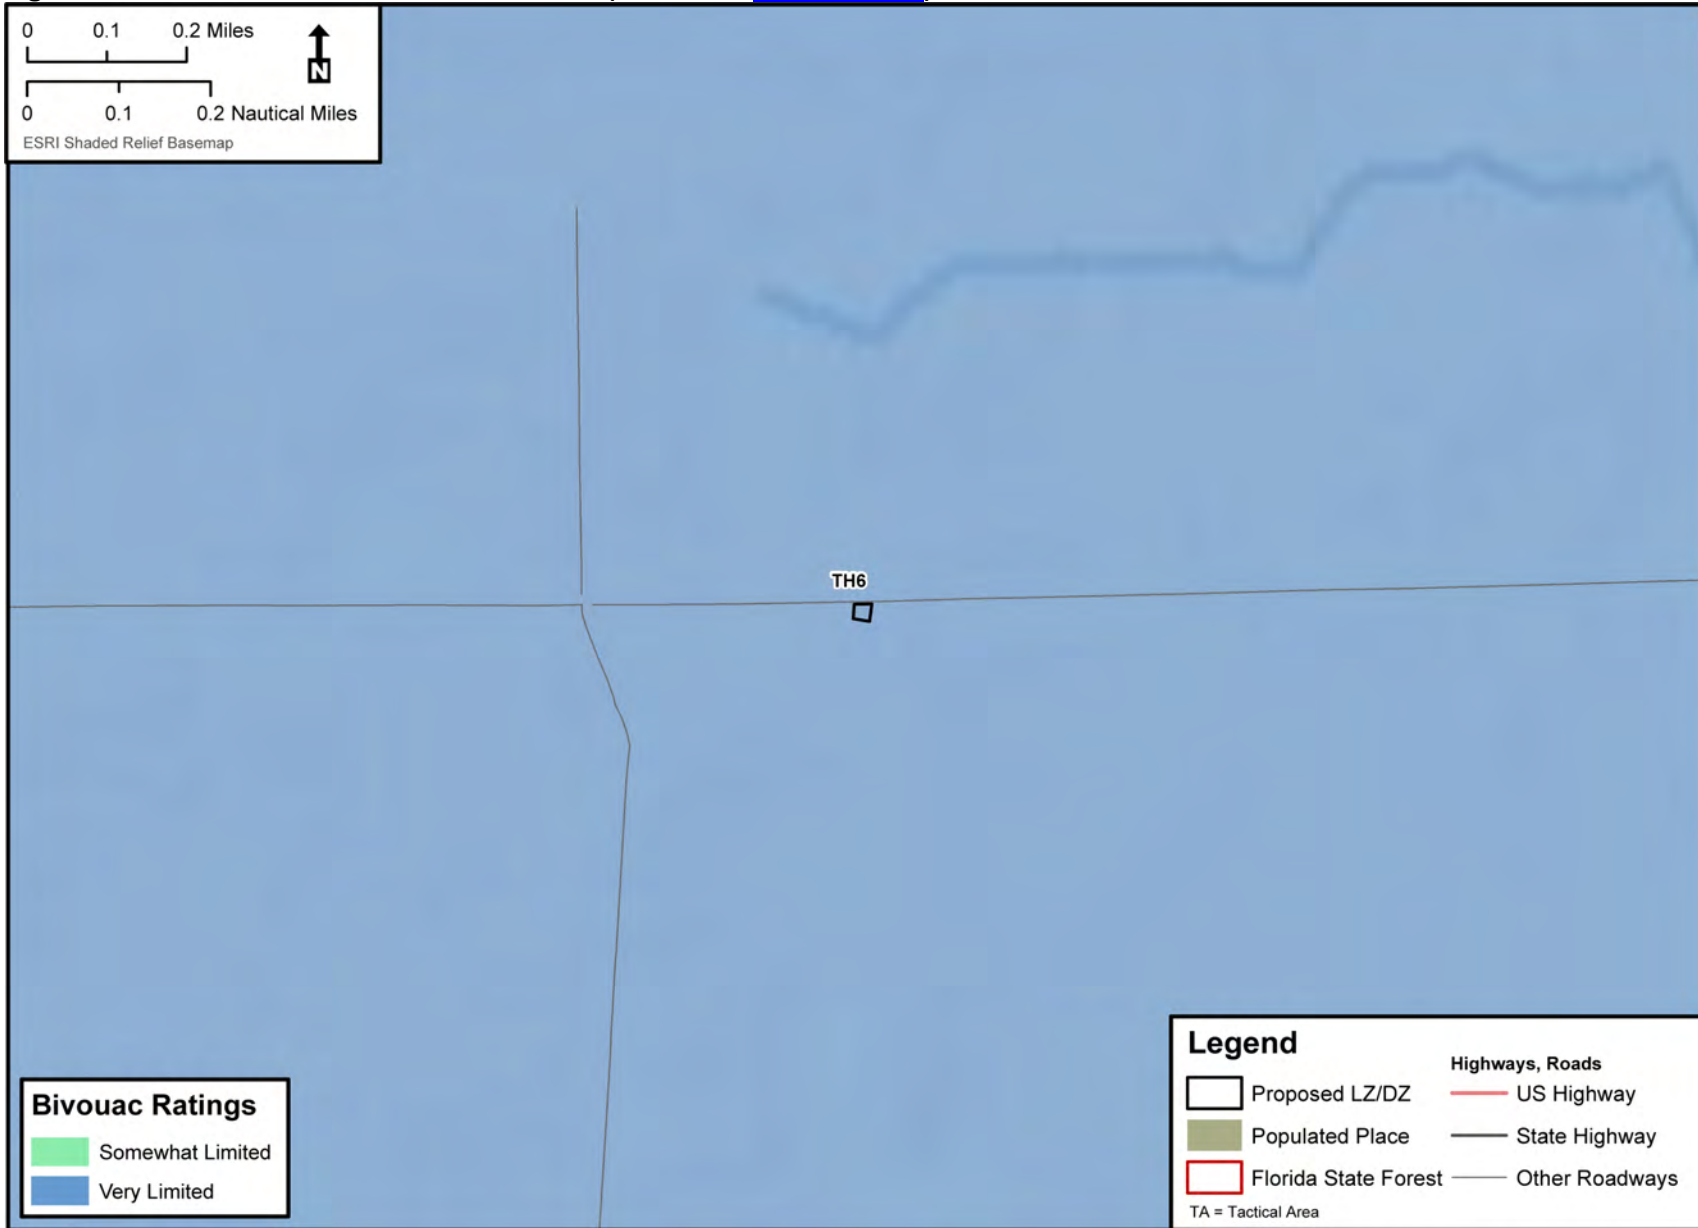 0 0.1 0.2 Miles
N
0 0.1 0.2 Nautical Miles
ESRI Shaded Relief Basemap
TH6
Bivouac Ratings
Somewhat Limited
Very Limited
Legend
Proposed LZ/DZ
Populated Place
Florida State Forest
TA = Tactical Area
Highways, Roads
US Highway
State Highway
Other Roadways